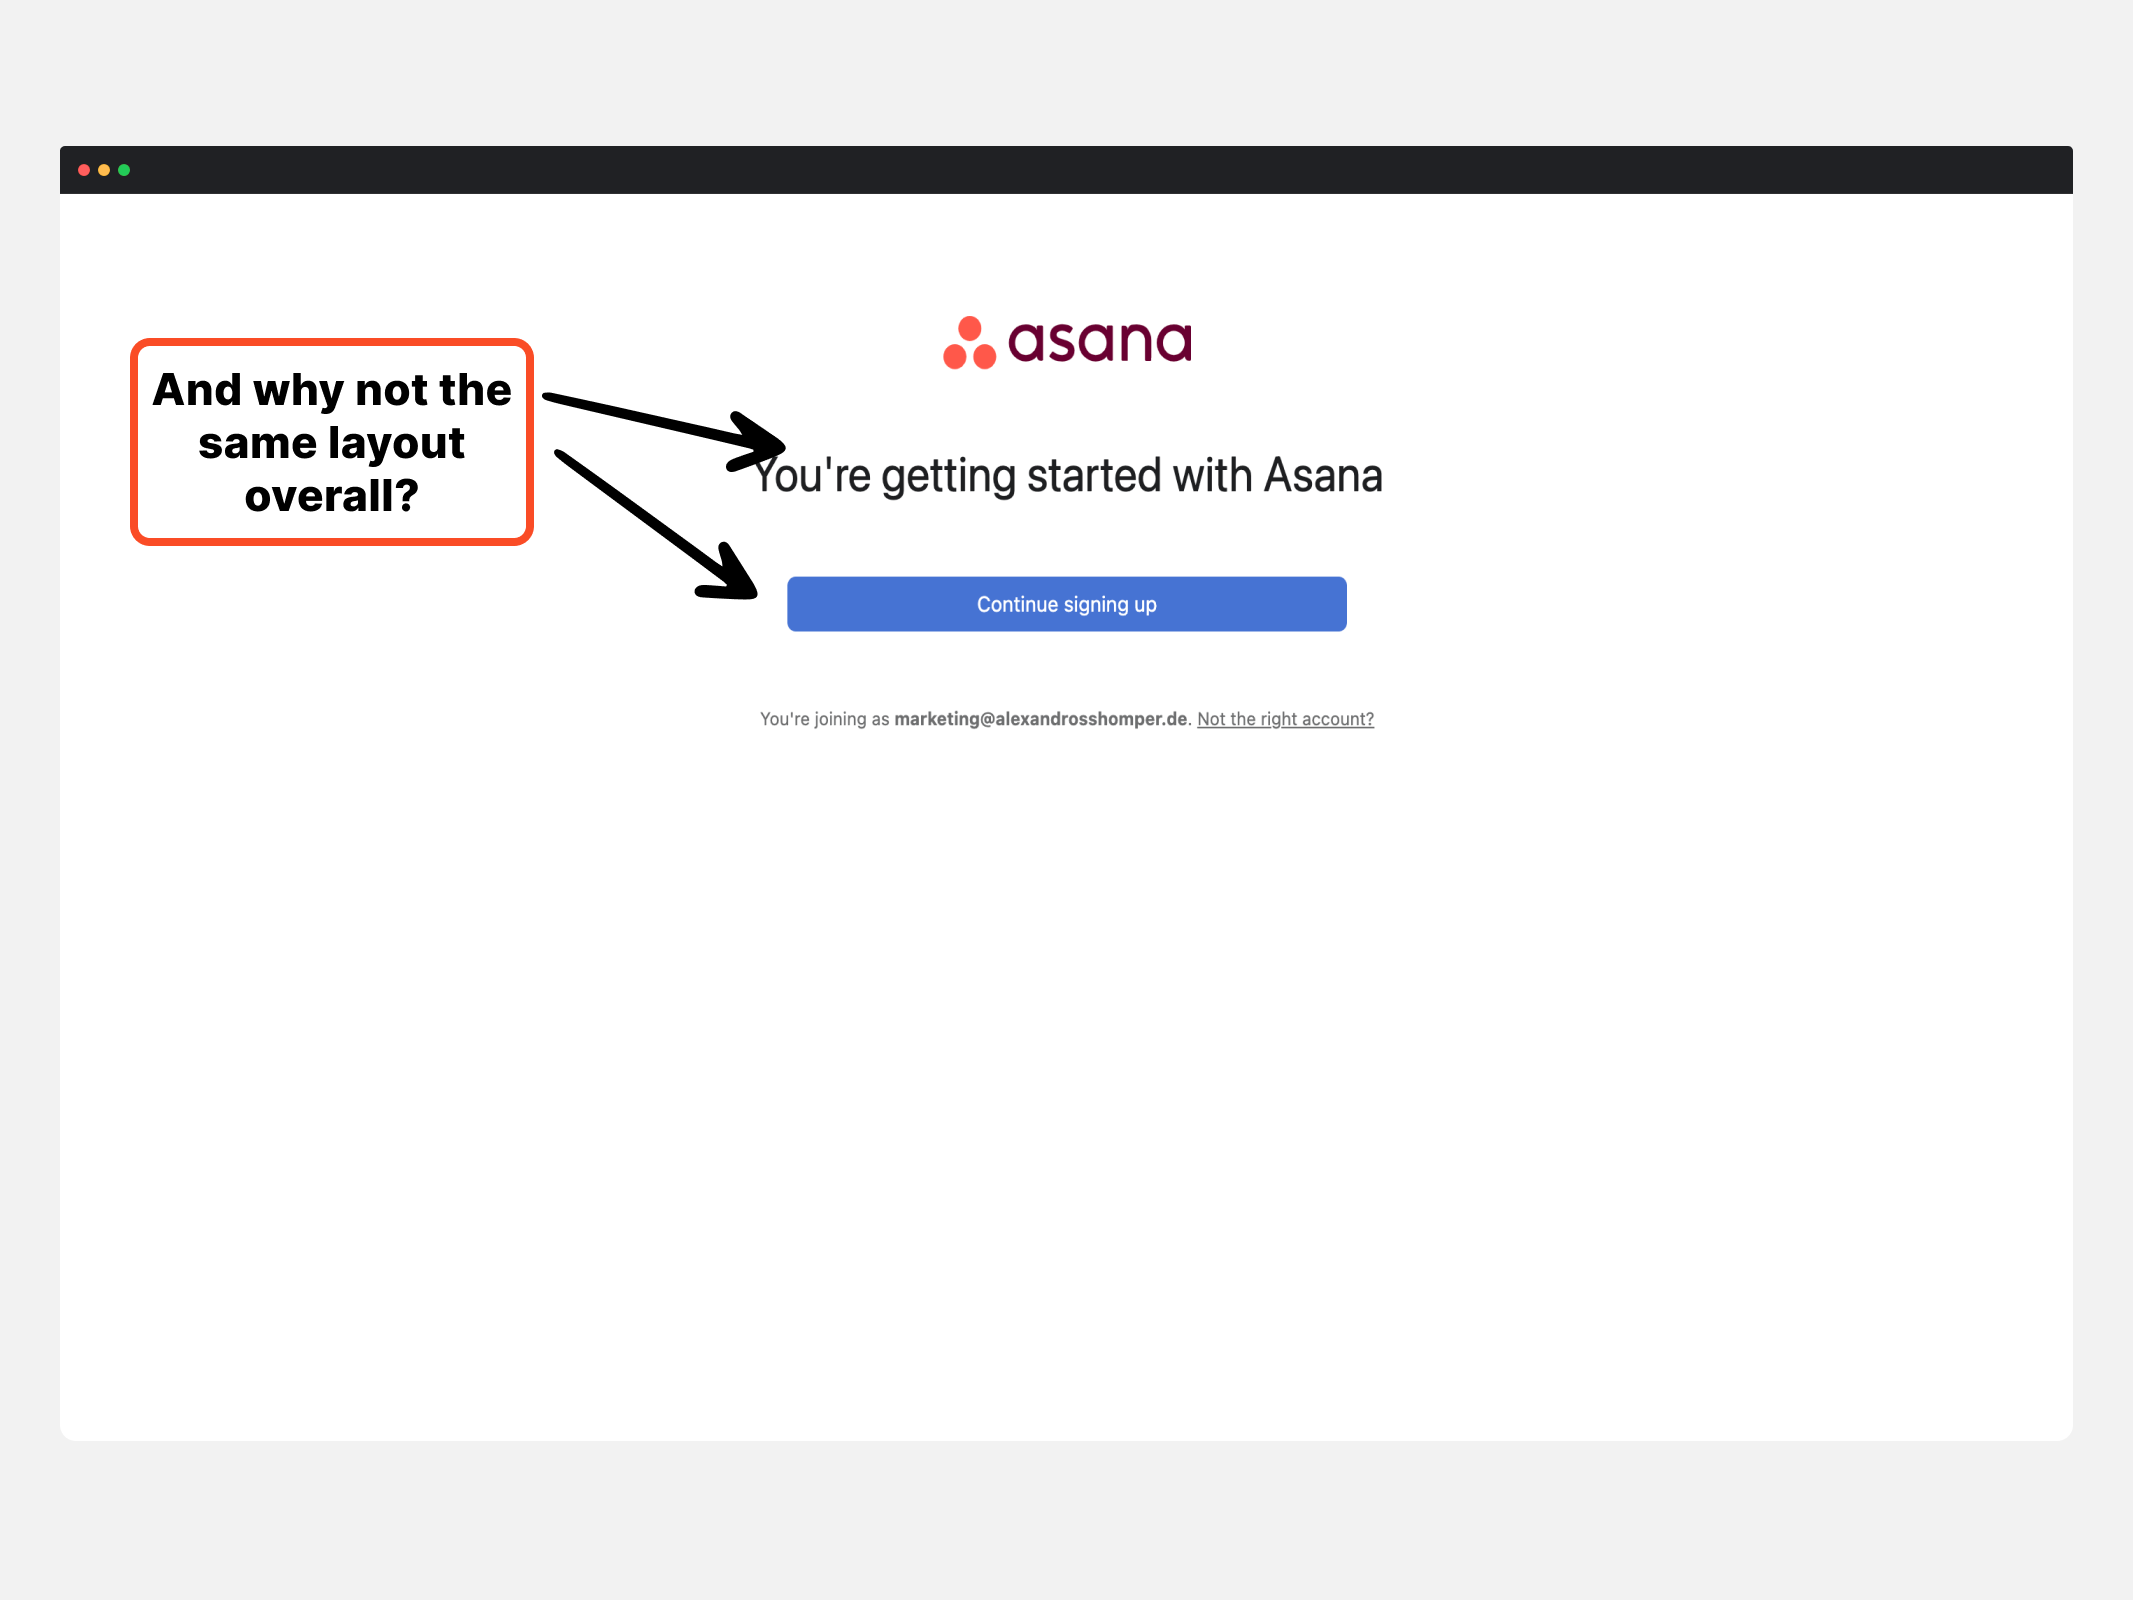 asana
And why not the
same layout
overall?
You're getting started with Asana
Continue signing up
You're joining as marketing@alexandrosshomper.de. Not the right account?